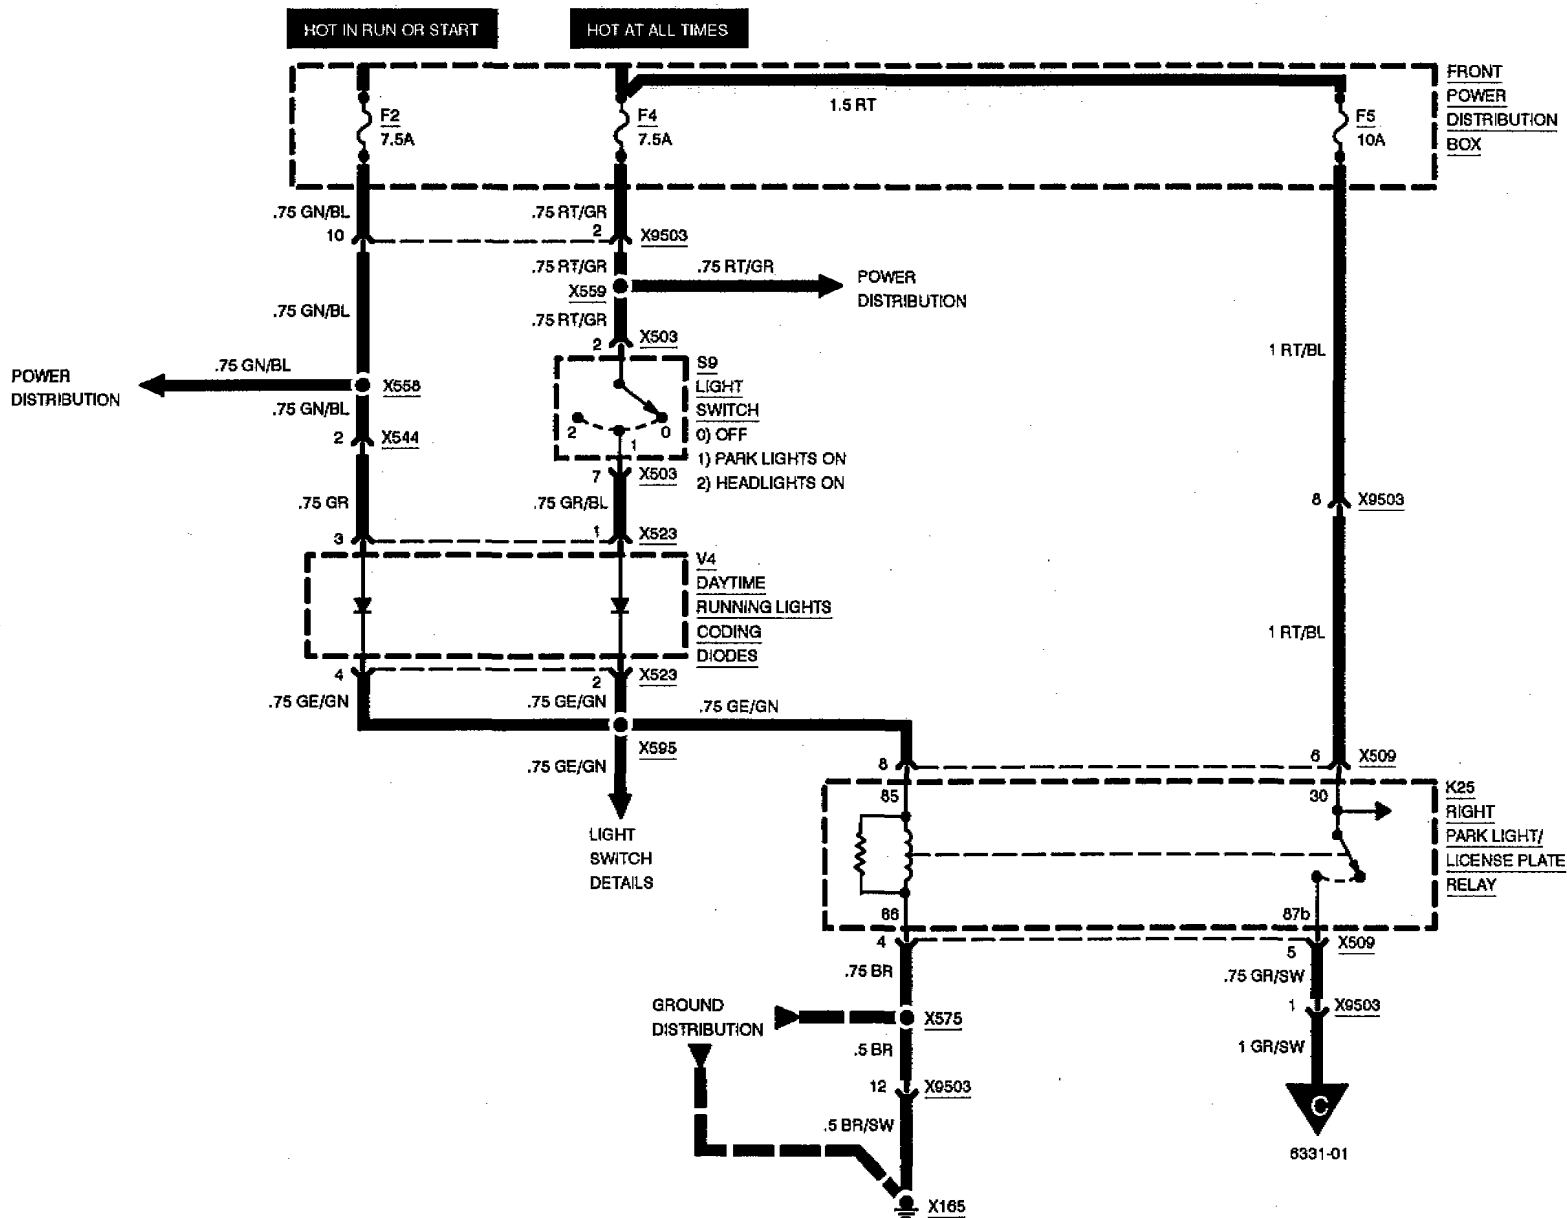 HOT IN RUN OR START
HOT AT ALL TIMES
FRONT
POWER
DISTRIBUTION
BOX
F2
7.5A
F4
7.5A
1.5 RT
F5
10A
.75 GN/BL
.75 RT/GR
10
2
X9503
.75 RT/GR
.75 RT/GR
POWER
DISTRIBUTION
X559
.75 GN/BL
.75 RT/GR
2
X503
1 RT/BL
POWER
DISTRIBUTION
.75 GN/BL
X558
.75 GN/BL
2
X544
S9
LIGHT
SWITCH
0) OFF
1) PARK LIGHTS ON
2) HEADLIGHTS ON
2
0
1
7
X503
.75 GR
.75 GR/BL
8
X9503
3
1
X523
V4
DAYTIME
RUNNING LIGHTS
CODING
DIODES
1 RT/BL
4
2
X523
.75 GE/GN
.75 GE/GN
.75 GE/GN
X595
.75 GE/GN
8
6
X509
LIGHT
SWITCH
DETAILS
85
30
K25
RIGHT
PARK LIGHT/
LICENSE PLATE
RELAY
86
87b
4
5
X509
.75 BR
.75 GR/SW
GROUND
DISTRIBUTION
X575
1
X9503
.5 BR
1 GR/SW
12
X9503
.5 BR/SW
C
6331-01
X165